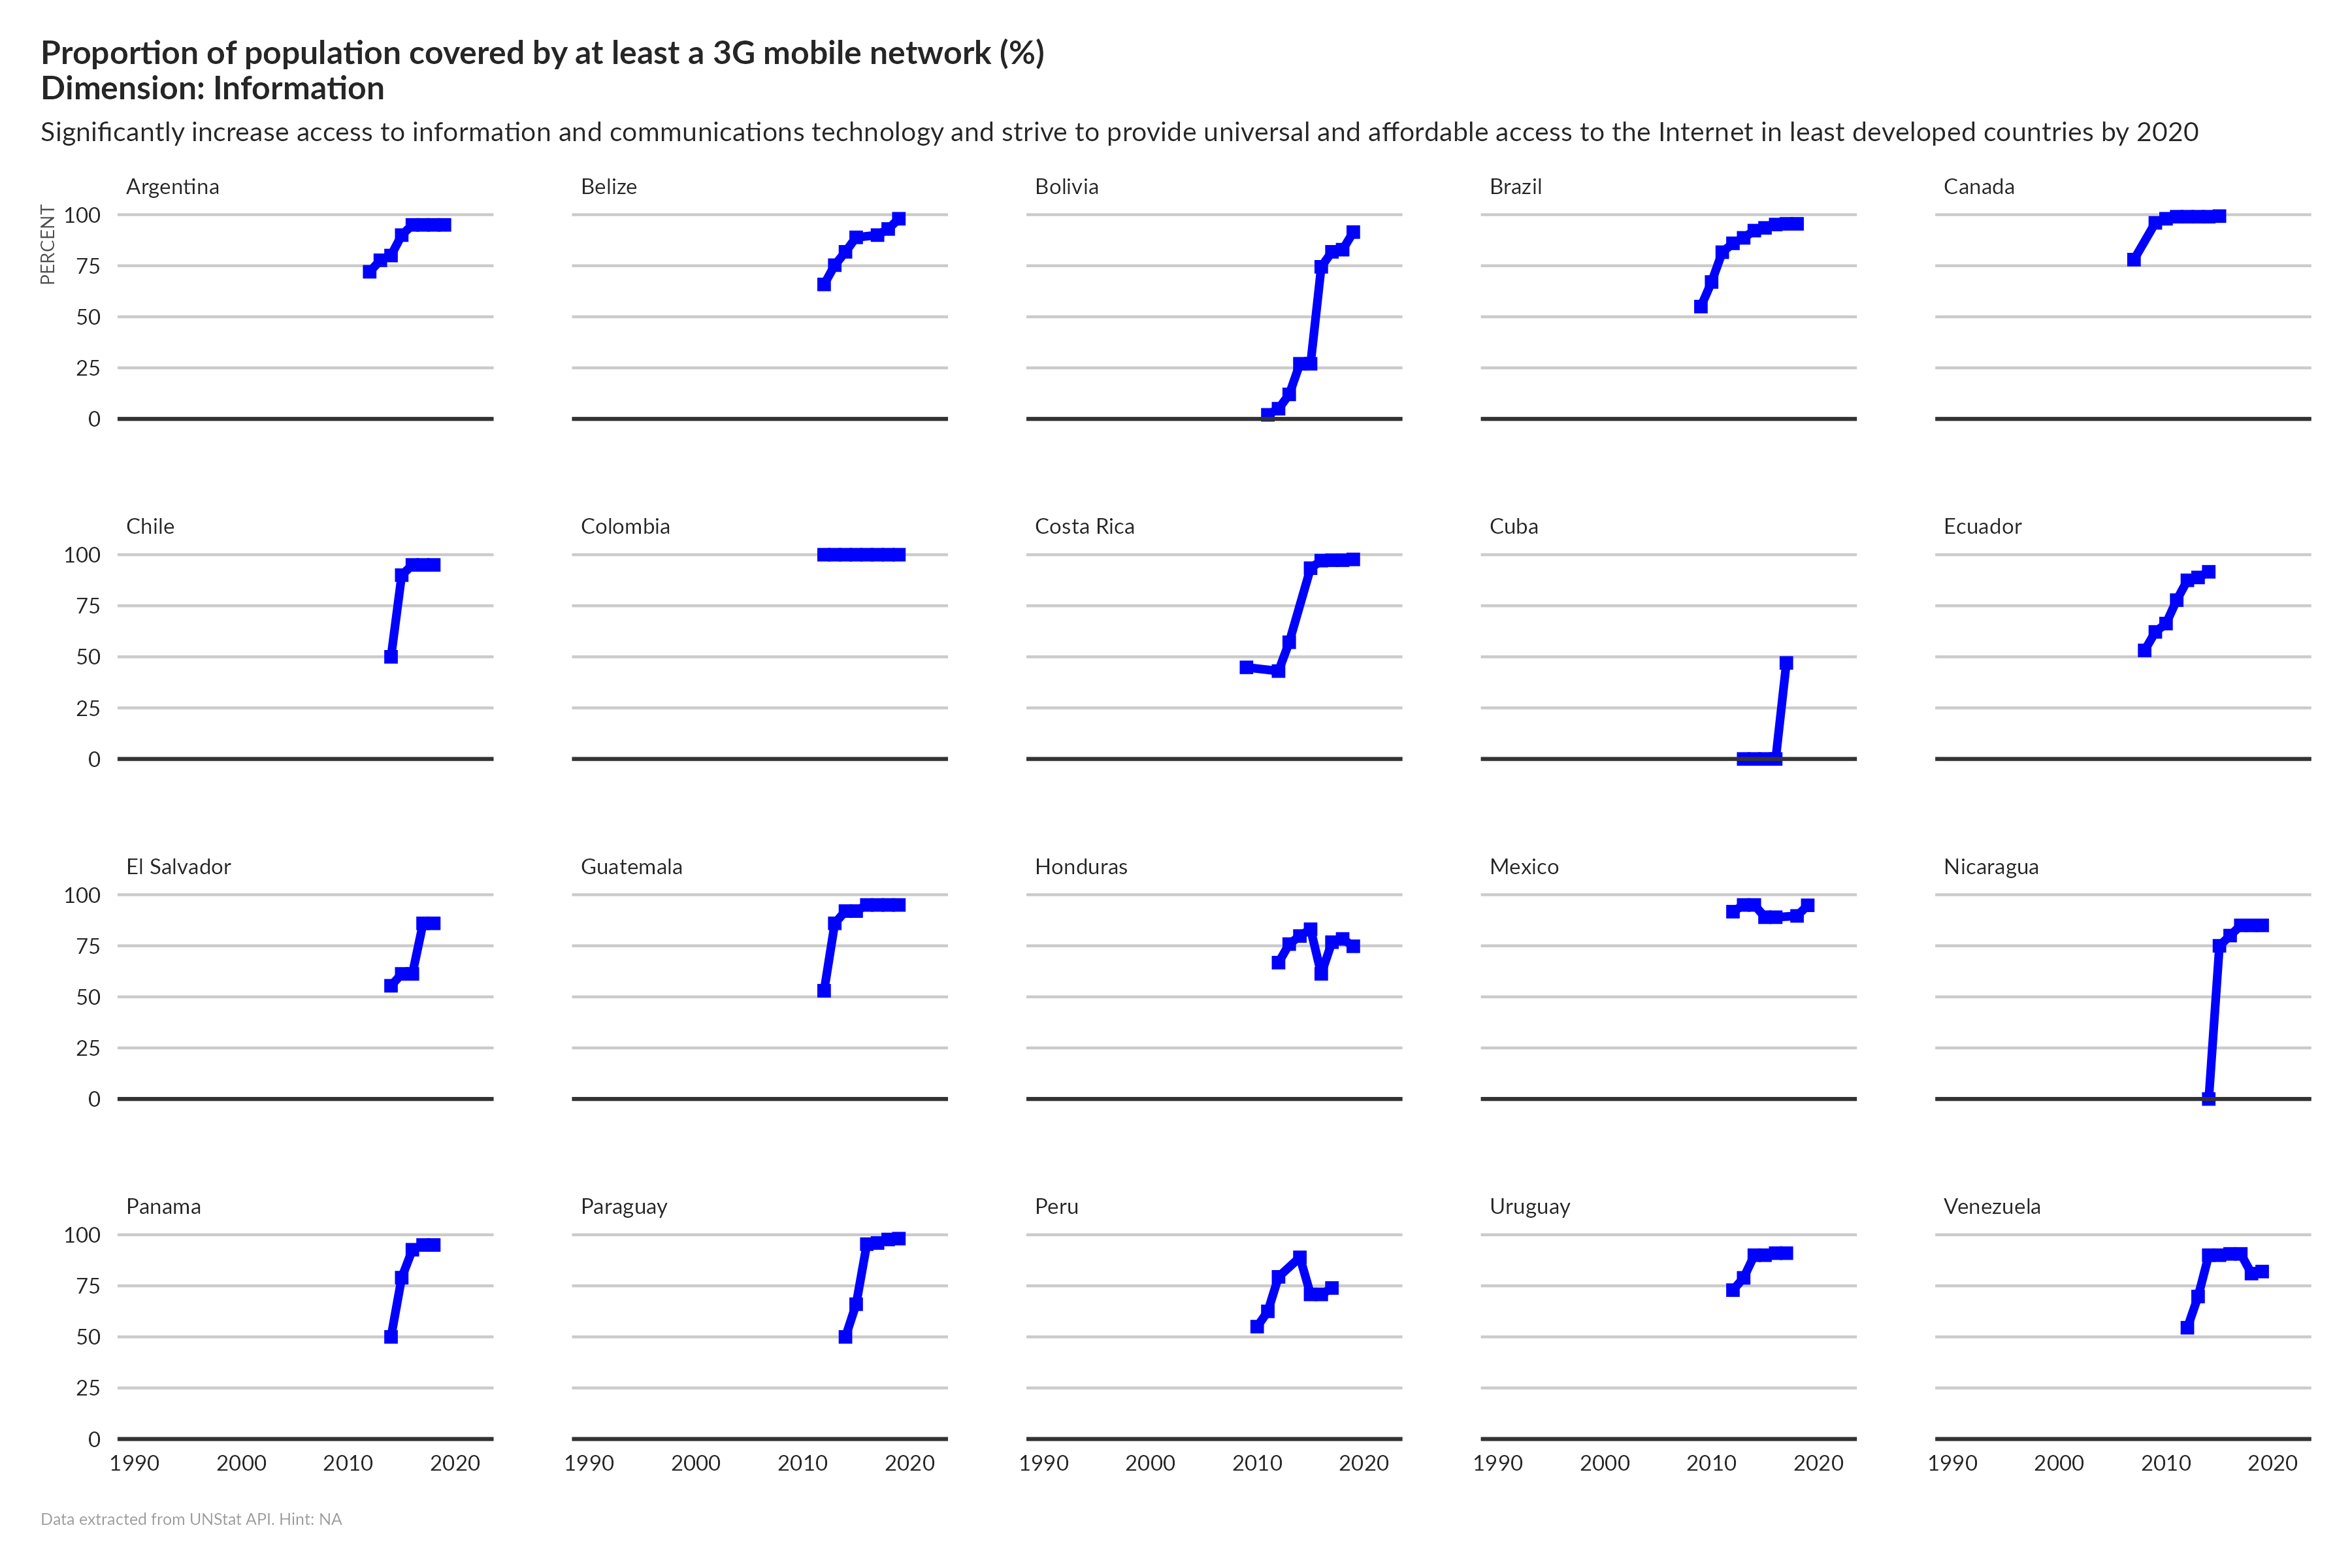 Proportion of population covered by at least a 3G mobile network (%)
Dimension: Information
Significantly increase access to information and communications technology and strive to provide universal and affordable access to the Internet in least developed countries by 2020
Argentina Belize Bolivia Brazil Canada
PERCENT
100
75
50
25
0
Chile Colombia Costa Rica Cuba Ecuador
100
75
50
25
0
El Salvador Guatemala Honduras Mexico Nicaragua
100
75
50
25
0
Panama Paraguay Peru Uruguay Venezuela
100
75
50
25
0
1990 2000 2010 2020 1990 2000 2010 2020 1990 2000 2010 2020 1990 2000 2010 2020 1990 2000 2010 2020
Data extracted from UNStat API. Hint: NA